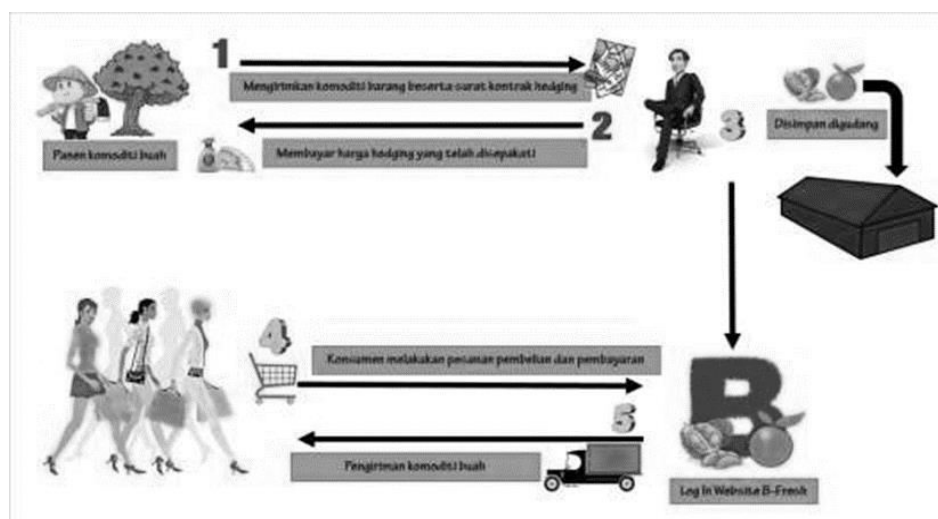 1
Mengirimkan komoditi barang beserta surat kontrak hedging
2
Membayar harga hedging yang telah disepakati
Panen komoditi buah
3
Disimpan digudang
4
Konsumen melakukan pesanan pembelian dan pembayaran
5
Pengiriman komoditi buah
B
Log In Website B-Fresh